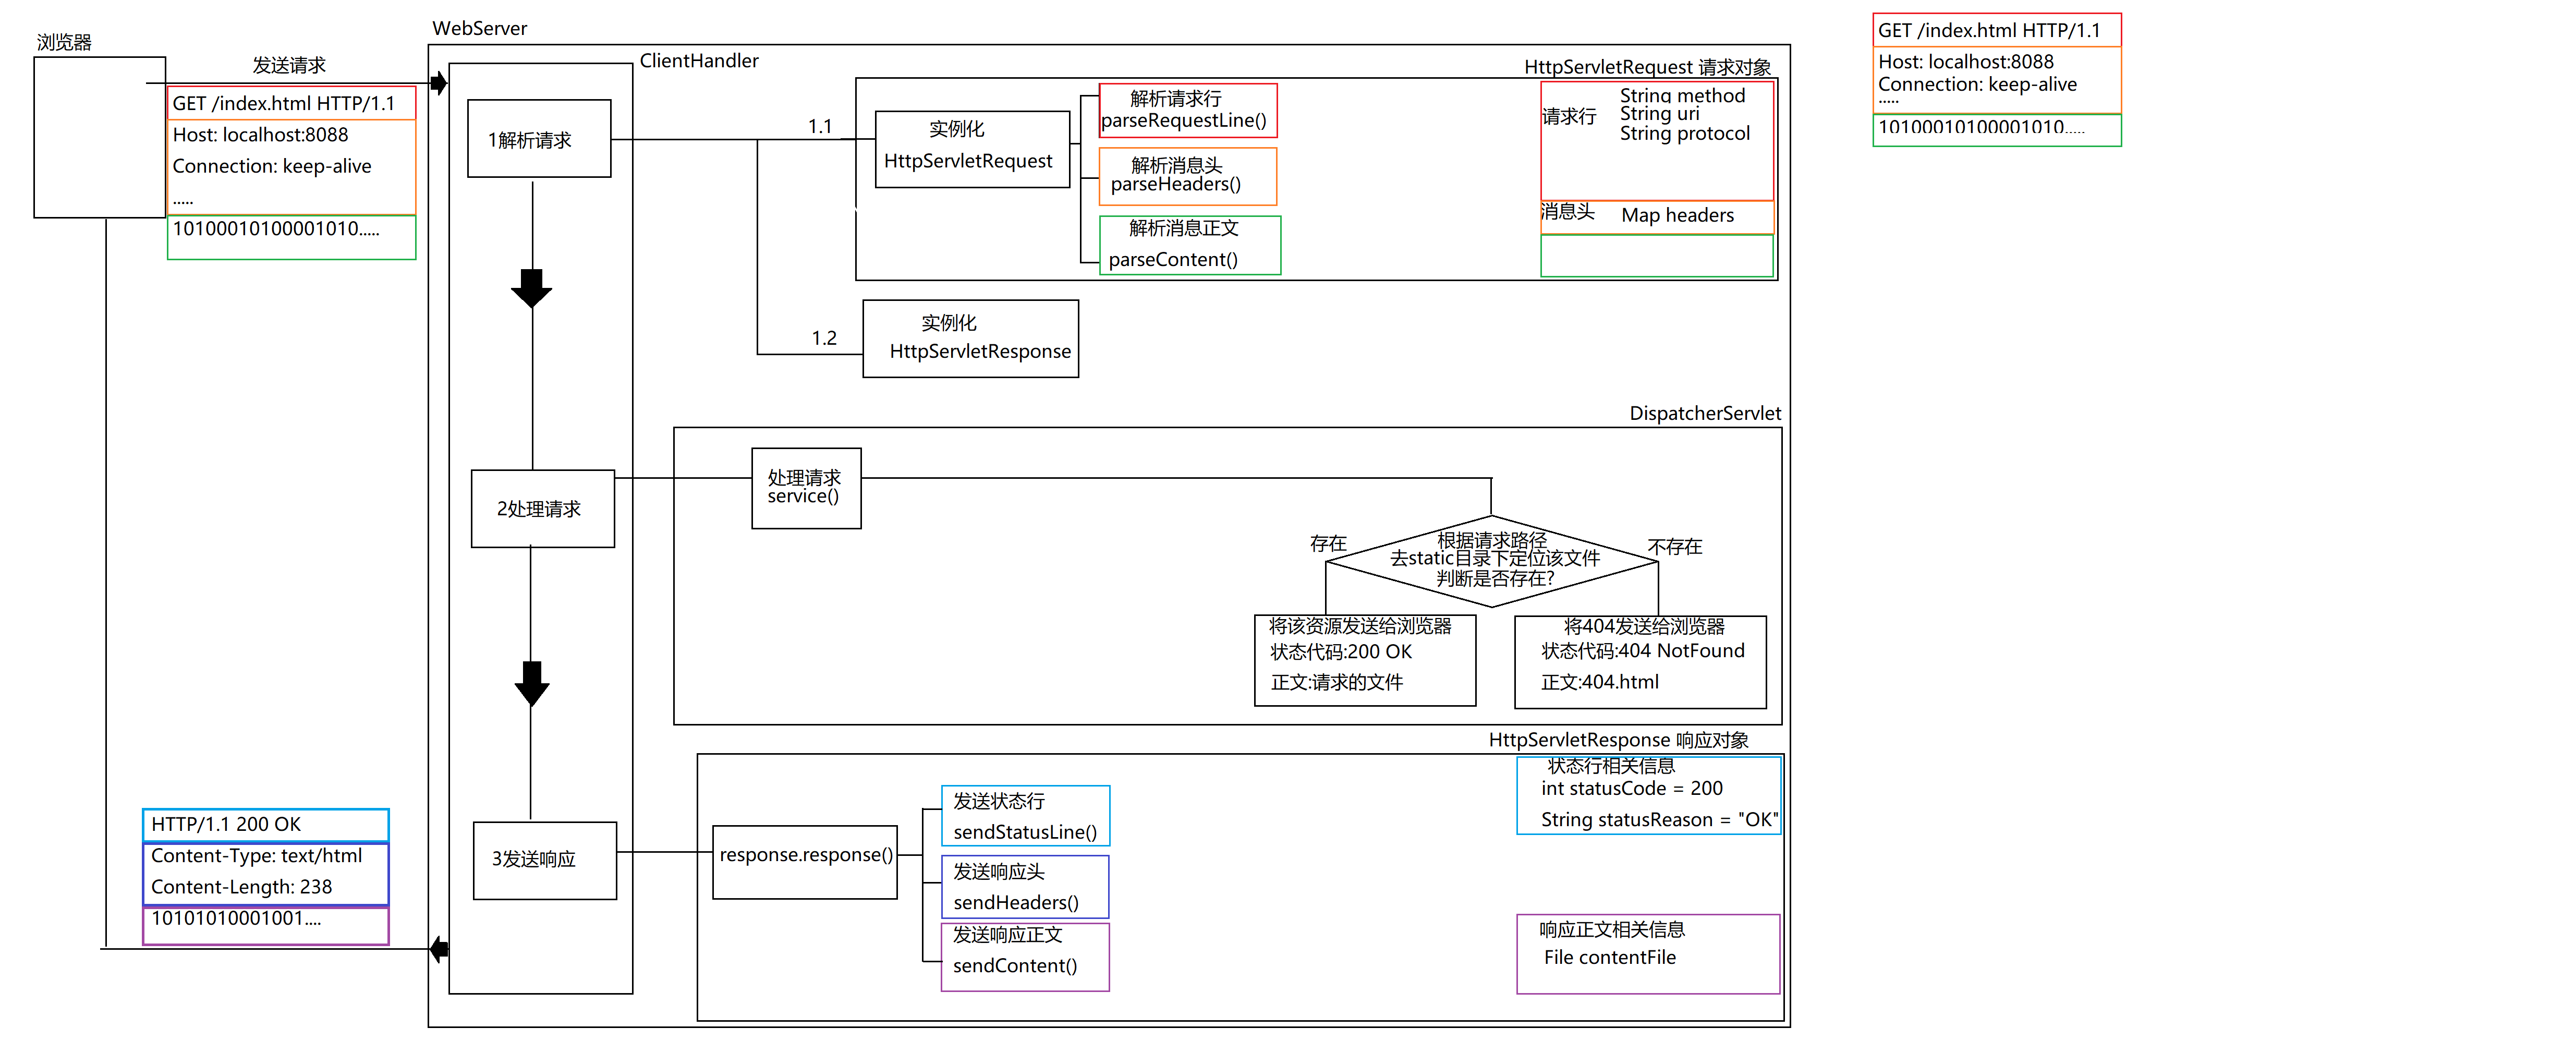 浏览器
发送请求
GET /index.html HTTP/1.1
Host: localhost:8088
Connection: keep-alive
.....
10100010100001010.....
WebServer
ClientHandler
1解析请求
1.1
实例化
HttpServletRequest
解析请求行
parseRequestLine()
解析消息头
parseHeaders()
解析消息正文
parseContent()
HttpServletRequest 请求对象
请求行
String method
String uri
String protocol
消息头
Map headers
1.2
实例化
HttpServletResponse
DispatcherServlet
2处理请求
处理请求
service()
根据请求路径
去static目录下定位该文件
判断是否存在?
存在
不存在
将该资源发送给浏览器
状态代码:200 OK
正文:请求的文件
将404发送给浏览器
状态代码:404 NotFound
正文:404.html
HttpServletResponse 响应对象
3发送响应
response.response()
发送状态行
sendStatusLine()
发送响应头
sendHeaders()
发送响应正文
sendContent()
状态行相关信息
int statusCode = 200
String statusReason = "OK"
响应正文相关信息
File contentFile
HTTP/1.1 200 OK
Content-Type: text/html
Content-Length: 238
10101010001001....
GET /index.html HTTP/1.1
Host: localhost:8088
Connection: keep-alive
.....
10100010100001010.....